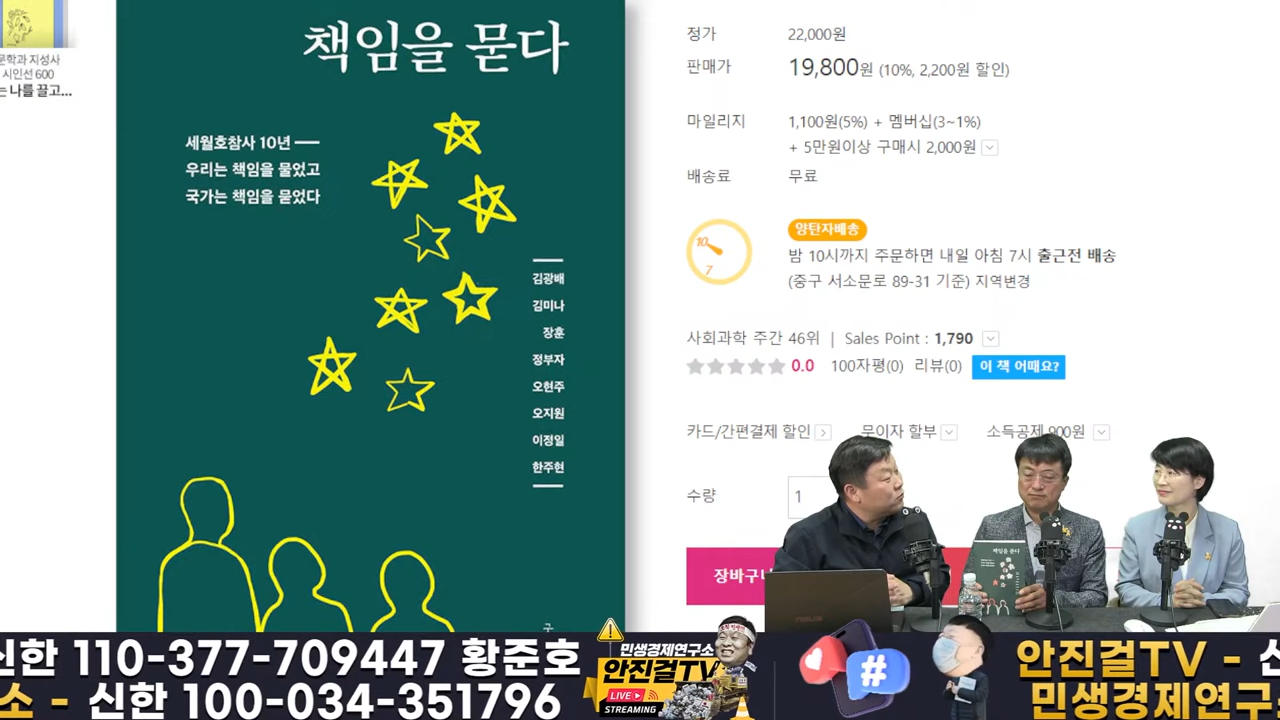 문학과 지성사
시인선 600
는 나를 끌고...
책임을 묻다
세월호참사 10년
우리는 책임을 물었고
국가는 책임을 묻었다
김광배
김미나
장훈
정부자
오현주
오지원
이정일
한주현
정가 22,000원
판매가 19,800원 (10%, 2,200원 할인)
마일리지 1,100원(5%) + 멤버십(3~1%)
+ 5만원이상 구매시 2,000원
배송료 무료
10
7
양탄자배송
밤 10시까지 주문하면 내일 아침 7시 출근전 배송
(중구 서소문로 89-31 기준) 지역변경
사회과학 주간 46위 | Sales Point : 1,790
0.0 100자평(0) 리뷰(0) 이 책 어때요?
카드/간편결제 할인 무이자 할부 소득공제 900원
수량 1
장바구니
책임을 묻다
신한 110-377-709447 황준호
소 - 신한 100-034-351796
민생경제연구소
안진걸TV
LIVE
STREAMING
#
안진걸TV - 신
민생경제연구소